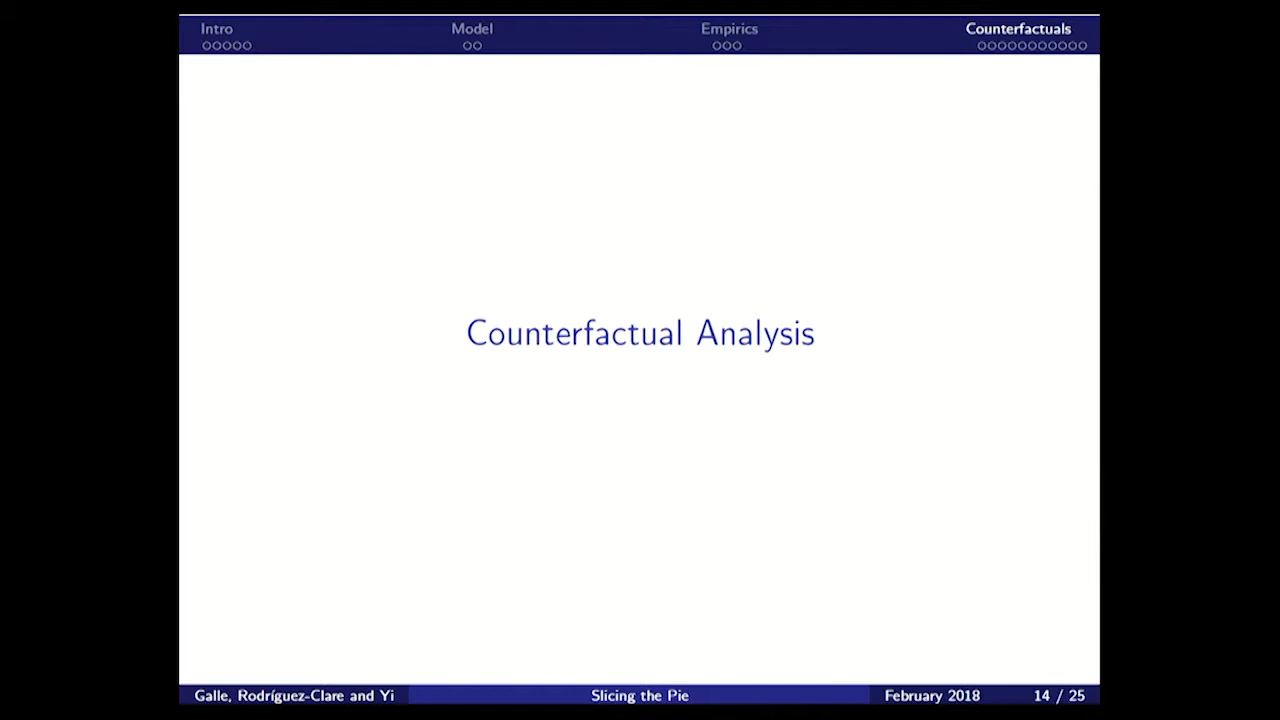 Intro Model Empirics Counterfactuals
Counterfactual Analysis
Galle, Rodríguez-Clare and Yi Slicing the Pie February 2018 14 / 25